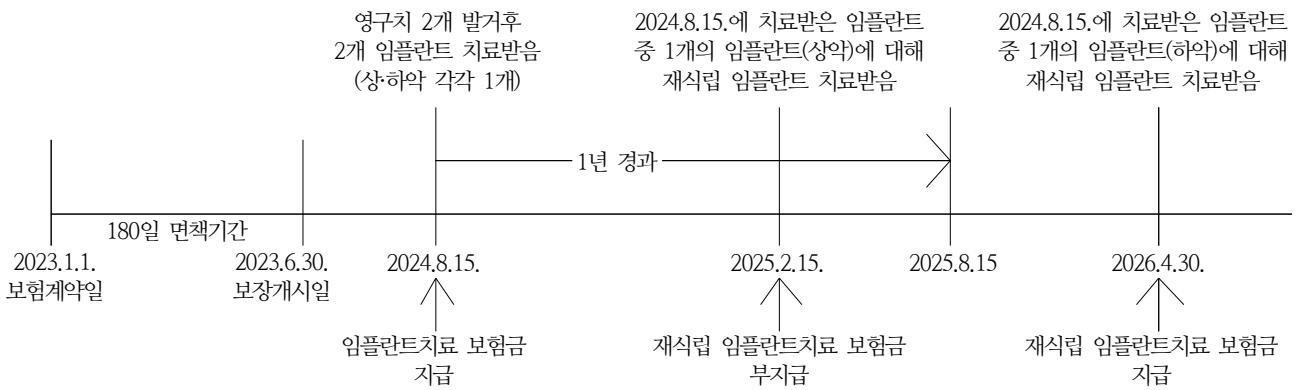 영구치 2개 발거후
2개 임플란트 치료받음
(상·하악 각각 1개)
2024.8.15.에 치료받은 임플란트
중 1개의 임플란트(상악)에 대해
재식립 임플란트 치료받음
2024.8.15.에 치료받은 임플란트
중 1개의 임플란트(하악)에 대해
재식립 임플란트 치료받음
1년 경과
180일 면책기간
2023.1.1.
보험계약일
2023.6.30.
보장개시일
2024.8.15.
2025.2.15.
2025.8.15
2026.4.30.
임플란트치료 보험금
지급
재식립 임플란트치료 보험금
부지급
재식립 임플란트치료 보험금
지급